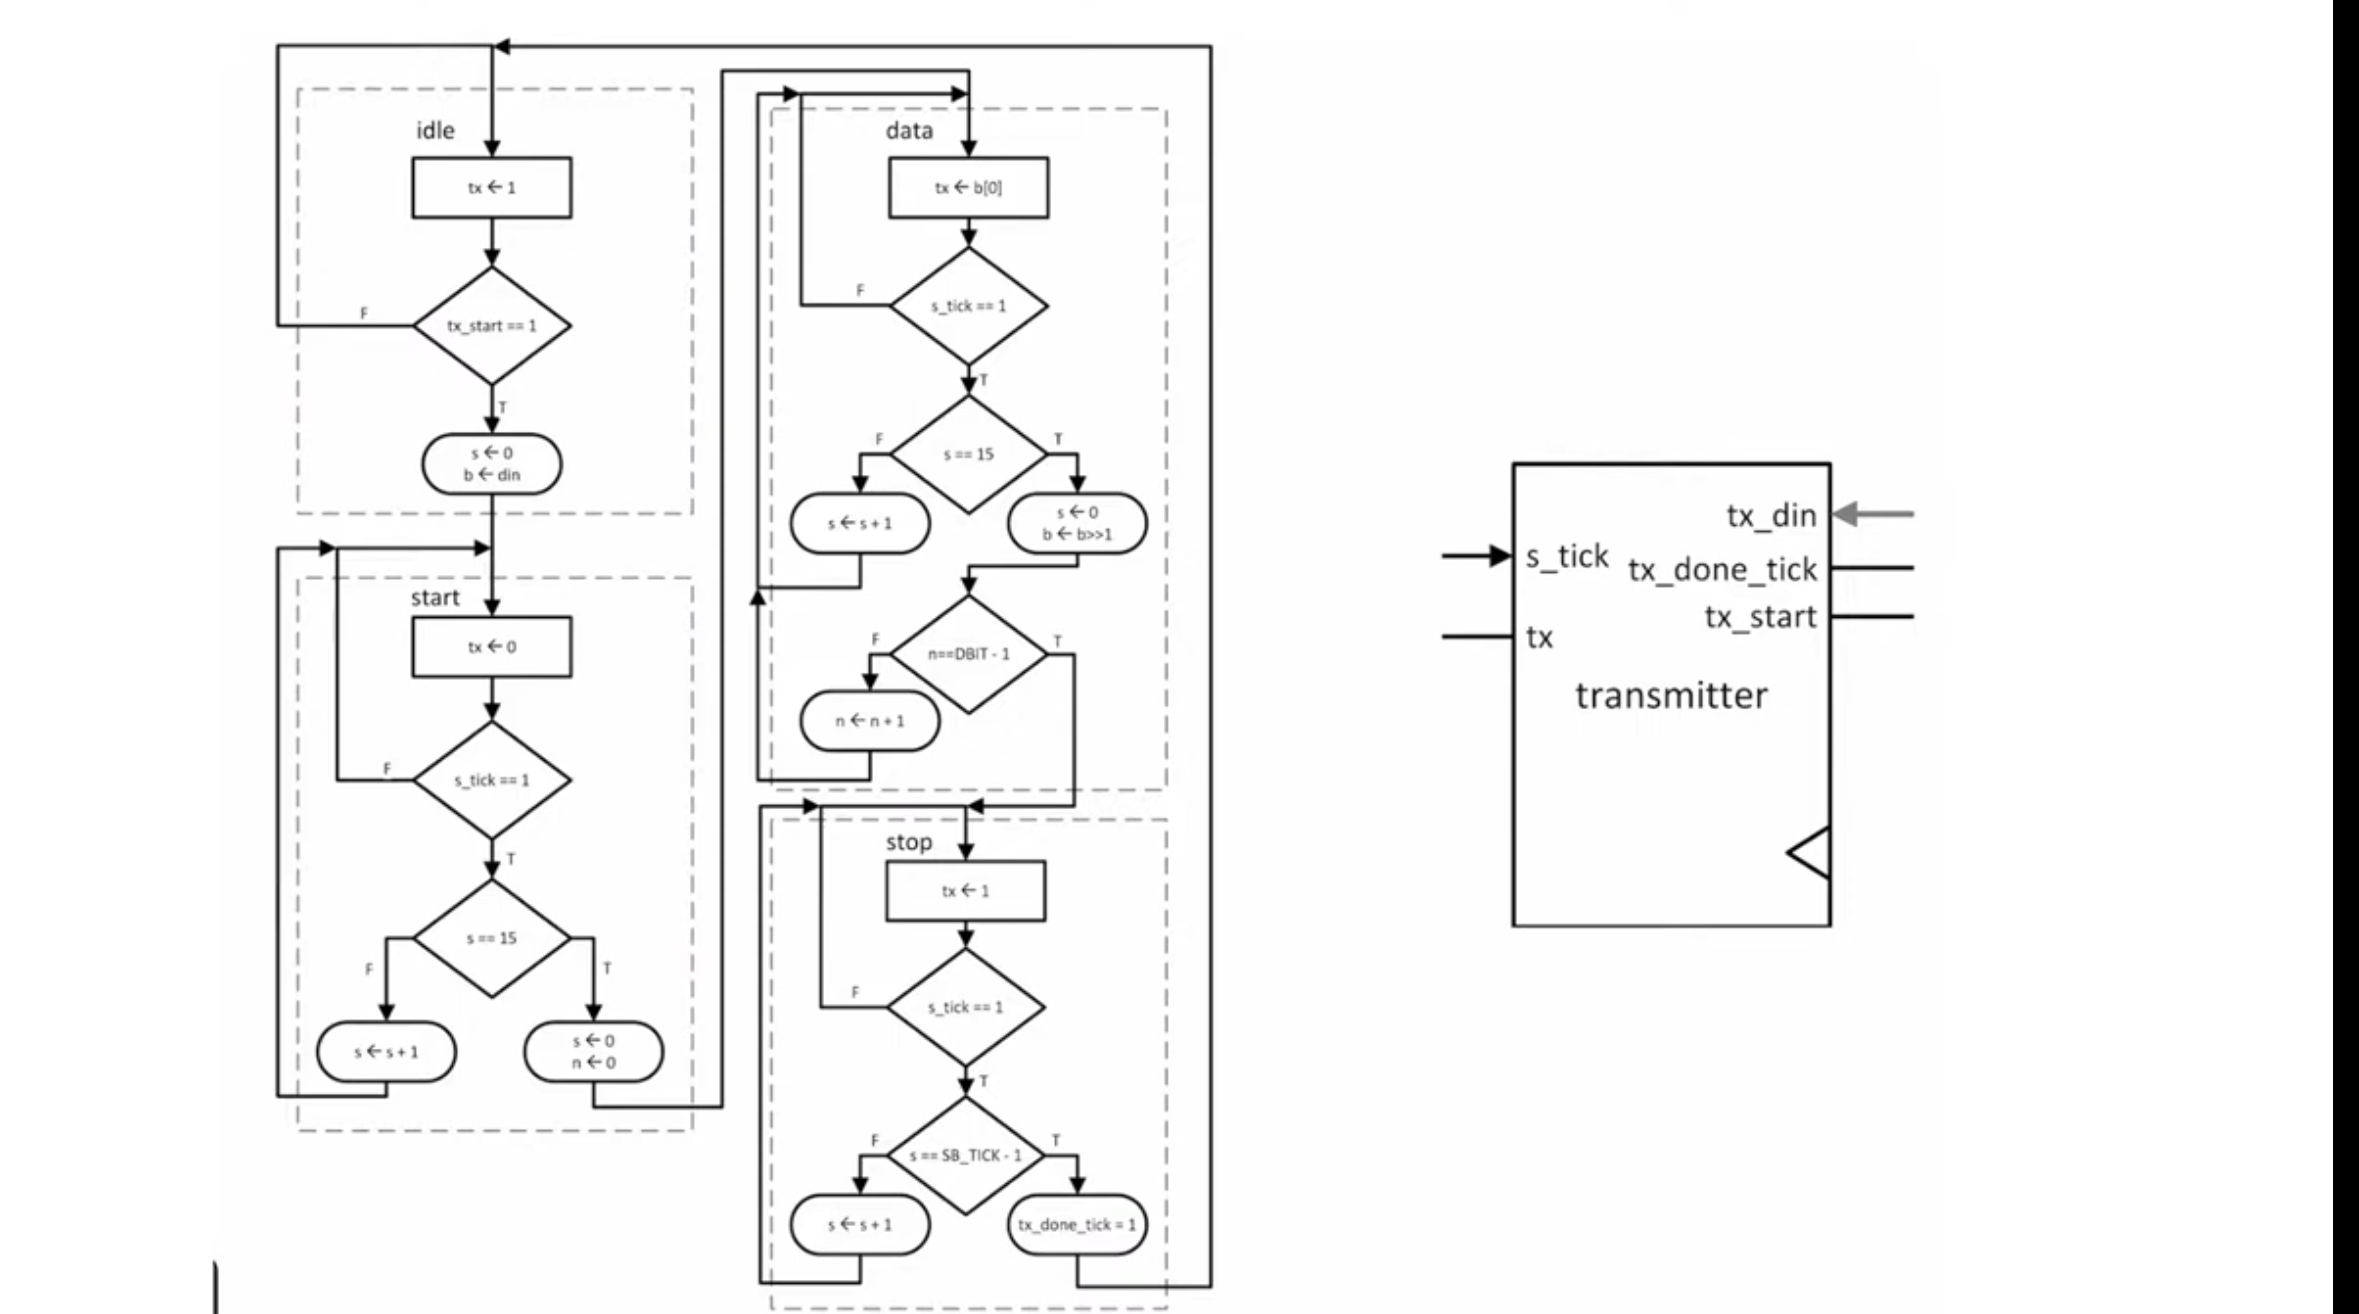 idle
tx ← 1
tx_start == 1
F
T
s ← 0
b ← din
start
tx ← 0
s_tick == 1
F
T
s == 15
F
T
s ← s + 1
s ← 0
n ← 0
data
tx ← b[0]
s_tick == 1
F
T
s == 15
F
T
s ← s + 1
s ← 0
b ← b>>1
n==DBIT - 1
F
T
n ← n + 1
stop
tx ← 1
s_tick == 1
F
T
s == SB_TICK - 1
F
T
s ← s + 1
tx_done_tick = 1
tx_din
s_tick
tx_done_tick
tx_start
tx
transmitter